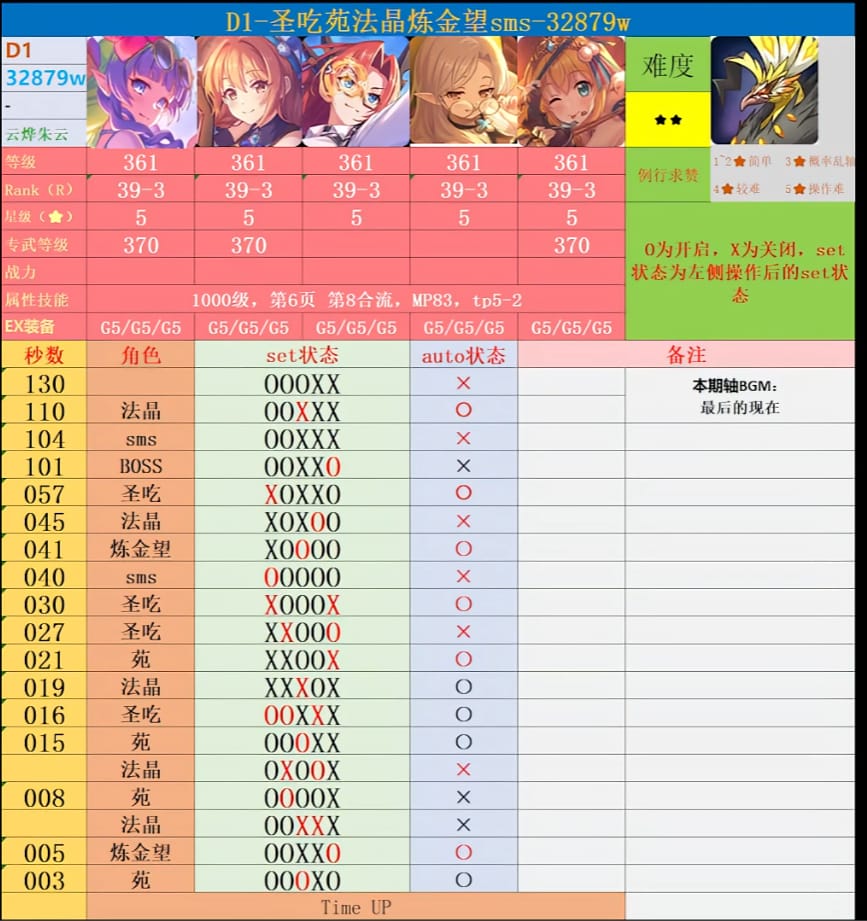 D1-圣吃苑法晶炼金望sms-32879w
D1
32879w
-
云烨朱云
难度
★★
等级 361 361 361 361 361
例行求赞
1~2★简单 3★概率乱轴
4★较难 5★操作难
Rank（R） 39-3 39-3 39-3 39-3 39-3
星级（★） 5 5 5 5 5
专武等级 370 370 370
战力
O为开启，X为关闭，set
状态为左侧操作后的set状
态
属性技能 1000级，第6页 第8合流，MP83，tp5-2
EX装备 G5/G5/G5 G5/G5/G5 G5/G5/G5 G5/G5/G5 G5/G5/G5
秒数 角色 set状态 auto状态 备注
130 OOOXX ×
本期轴BGM：
最后的现在
110 法晶 OOXXX O
104 sms OOXXX ×
101 BOSS OOXXO ×
057 圣吃 XOXXO O
045 法晶 XOXOO ×
041 炼金望 XOOOO O
040 sms OOOOO ×
030 圣吃 XOOOX O
027 圣吃 XXOOO ×
021 苑 XXOOX O
019 法晶 XXXOX O
016 圣吃 OOXXX O
015 苑 OOOXX O
法晶 OXOOX ×
008 苑 OOOOX ×
法晶 OOXXX ×
005 炼金望 OOXXO O
003 苑 OOOXO O
Time UP